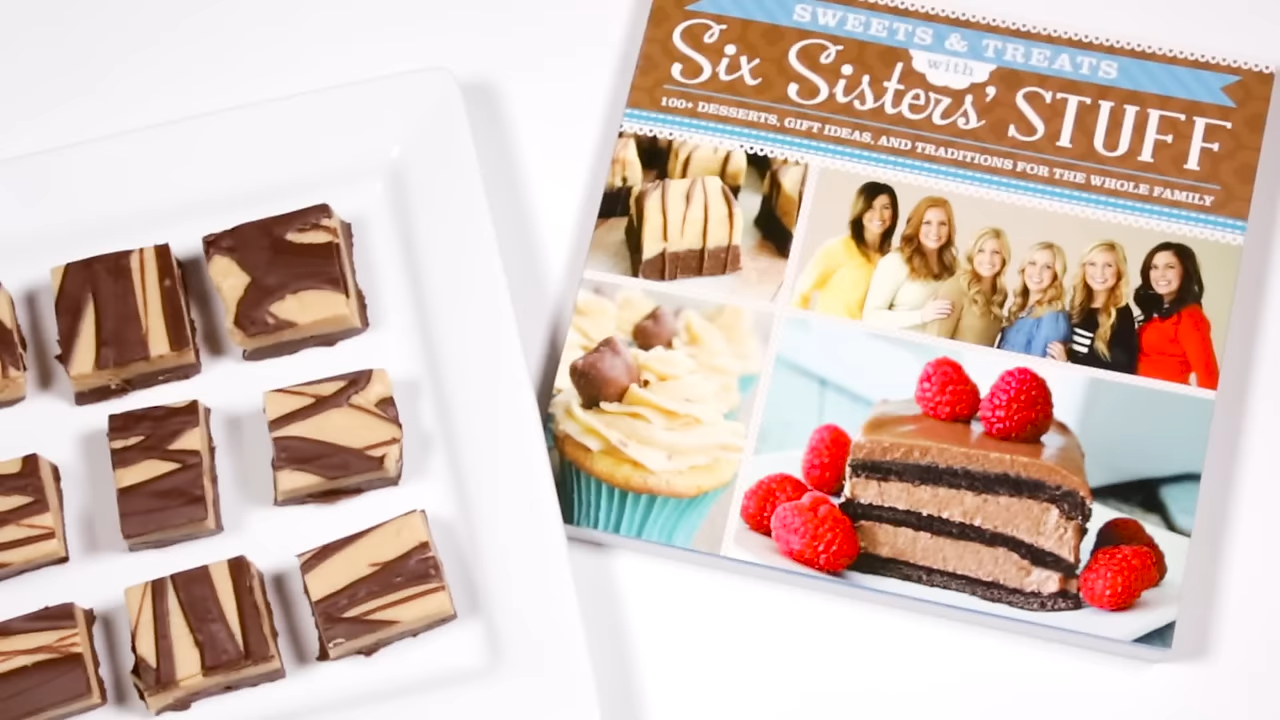 SWEETS & TREATS
with
Six Sisters' STUFF
100+ DESSERTS, GIFT IDEAS, AND TRADITIONS FOR THE WHOLE FAMILY